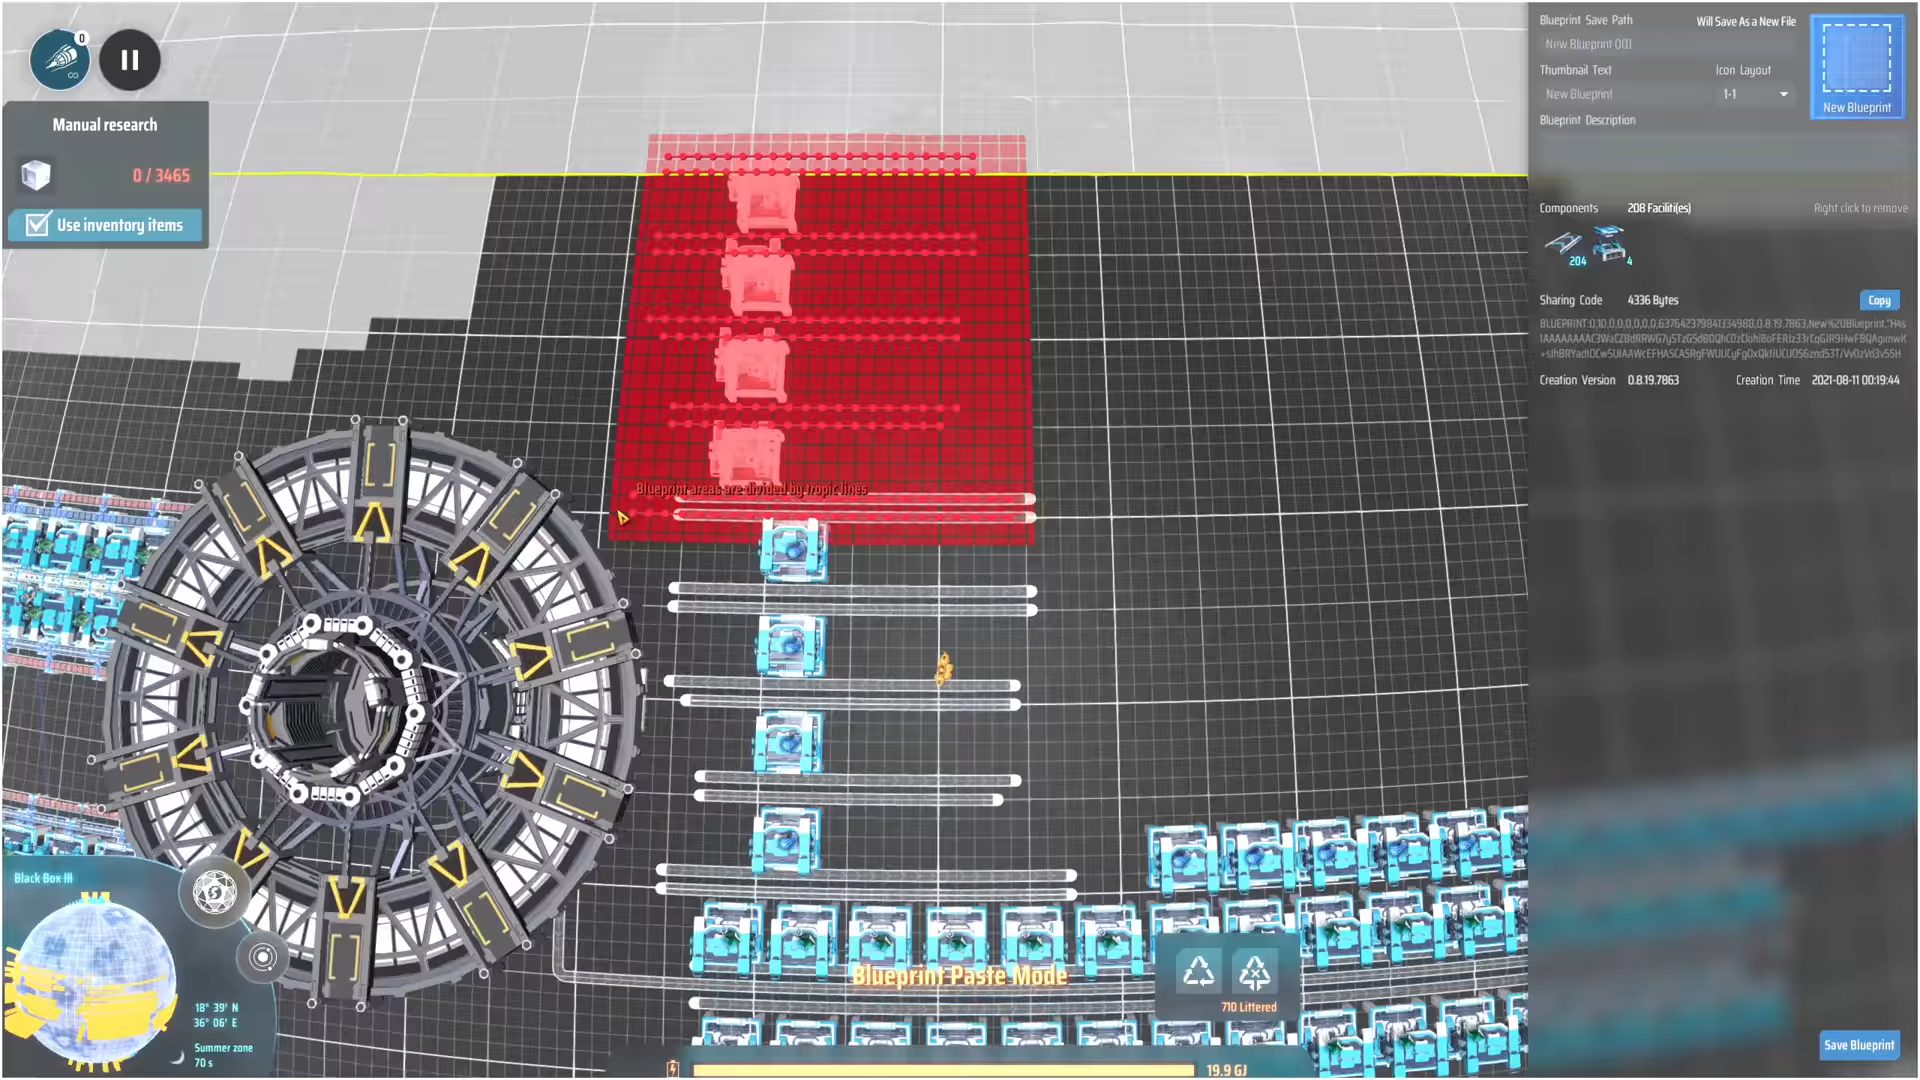 0
Manual research
0 / 3465
Use inventory items
Blueprint areas are divided by tropic lines
Blueprint Paste Mode
710 Littered
19.9 GJ
Black Box III
18° 39' N
36° 06' E
Summer zone
70 s
Blueprint Save Path
Will Save As a New File
New Blueprint 001
Thumbnail Text
Icon Layout
New Blueprint
1-1
New Blueprint
Blueprint Description
Components
208 Faciliti(es)
Right click to remove
204
4
Sharing Code
4336 Bytes
Copy
Creation Version
0.8.19.7863
Creation Time
2021-08-11 00:19:44
Save Blueprint